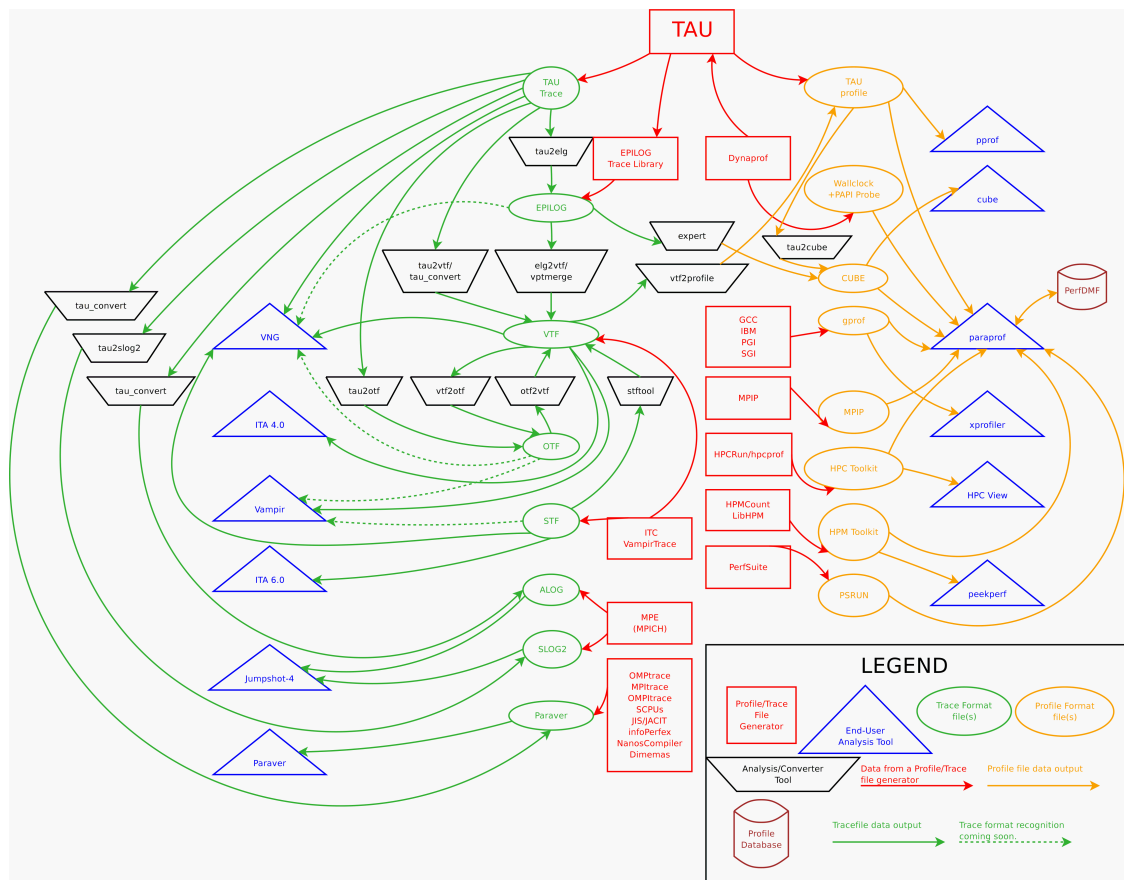 TAU
TAU
Trace
TAU
profile
tau2elg
EPILOG
Trace Library
Dynaprof
pprof
EPILOG
Wallclock
+PAPI Probe
cube
expert
tau2cube
tau2vtf/
tau_convert
elg2vtf/
vptmerge
vtf2profile
CUBE
PerfDMF
tau_convert
VNG
VTF
GCC
IBM
PGI
SGI
gprof
paraprof
tau2slog2
tau_convert
tau2otf
vtf2otf
otf2vtf
stftool
MPIP
MPIP
ITA 4.0
xprofiler
OTF
HPCRun/hpcprof
HPC Toolkit
HPC View
Vampir
STF
HPMCount
LibHPM
HPM Toolkit
ITC
VampirTrace
PerfSuite
ITA 6.0
ALOG
PSRUN
peekperf
MPE
(MPICH)
Jumpshot-4
SLOG2
OMPtrace
MPItrace
OMPItrace
SCPUs
JIS/JACIT
infoPerfex
NanosCompiler
Dimemas
Paraver
Paraver
LEGEND
Profile/Trace
File
Generator
End-User
Analysis Tool
Trace Format
file(s)
Profile Format
file(s)
Analysis/Converter
Tool
Data from a Profile/Trace
file generator
Profile file data output
Profile
Database
Tracefile data output
Trace format recognition
coming soon.